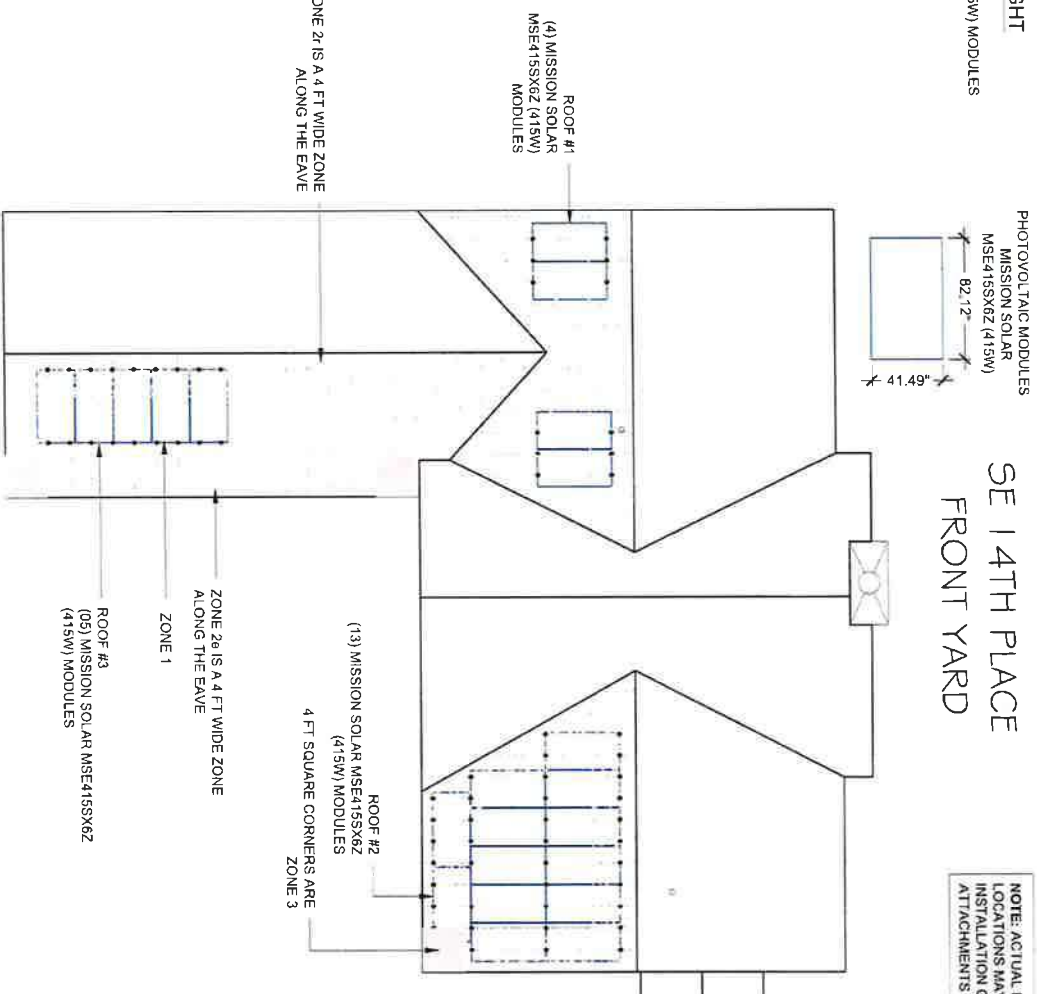 GHT
5W) MODULES
PHOTOVOLTAIC MODULES
MISSION SOLAR
MSE415SX6Z (415W)
82.12"
41.49"
SE 14TH PLACE
FRONT YARD
NOTE: ACTUAL
LOCATIONS MA
INSTALLATION
ATTACHMENTS
ROOF #1
(4) MISSION SOLAR
MSE415SX6Z (415W)
MODULES
ONE 2r IS A 4 FT WIDE ZONE
ALONG THE EAVE
ZONE 2e IS A 4 FT WIDE ZONE
ALONG THE EAVE
ZONE 1
ROOF #3
(05) MISSION SOLAR MSE415SX6Z
(415W) MODULES
ROOF #2
(13) MISSION SOLAR MSE415SX6Z
(415W) MODULES
4 FT SQUARE CORNERS ARE
ZONE 3